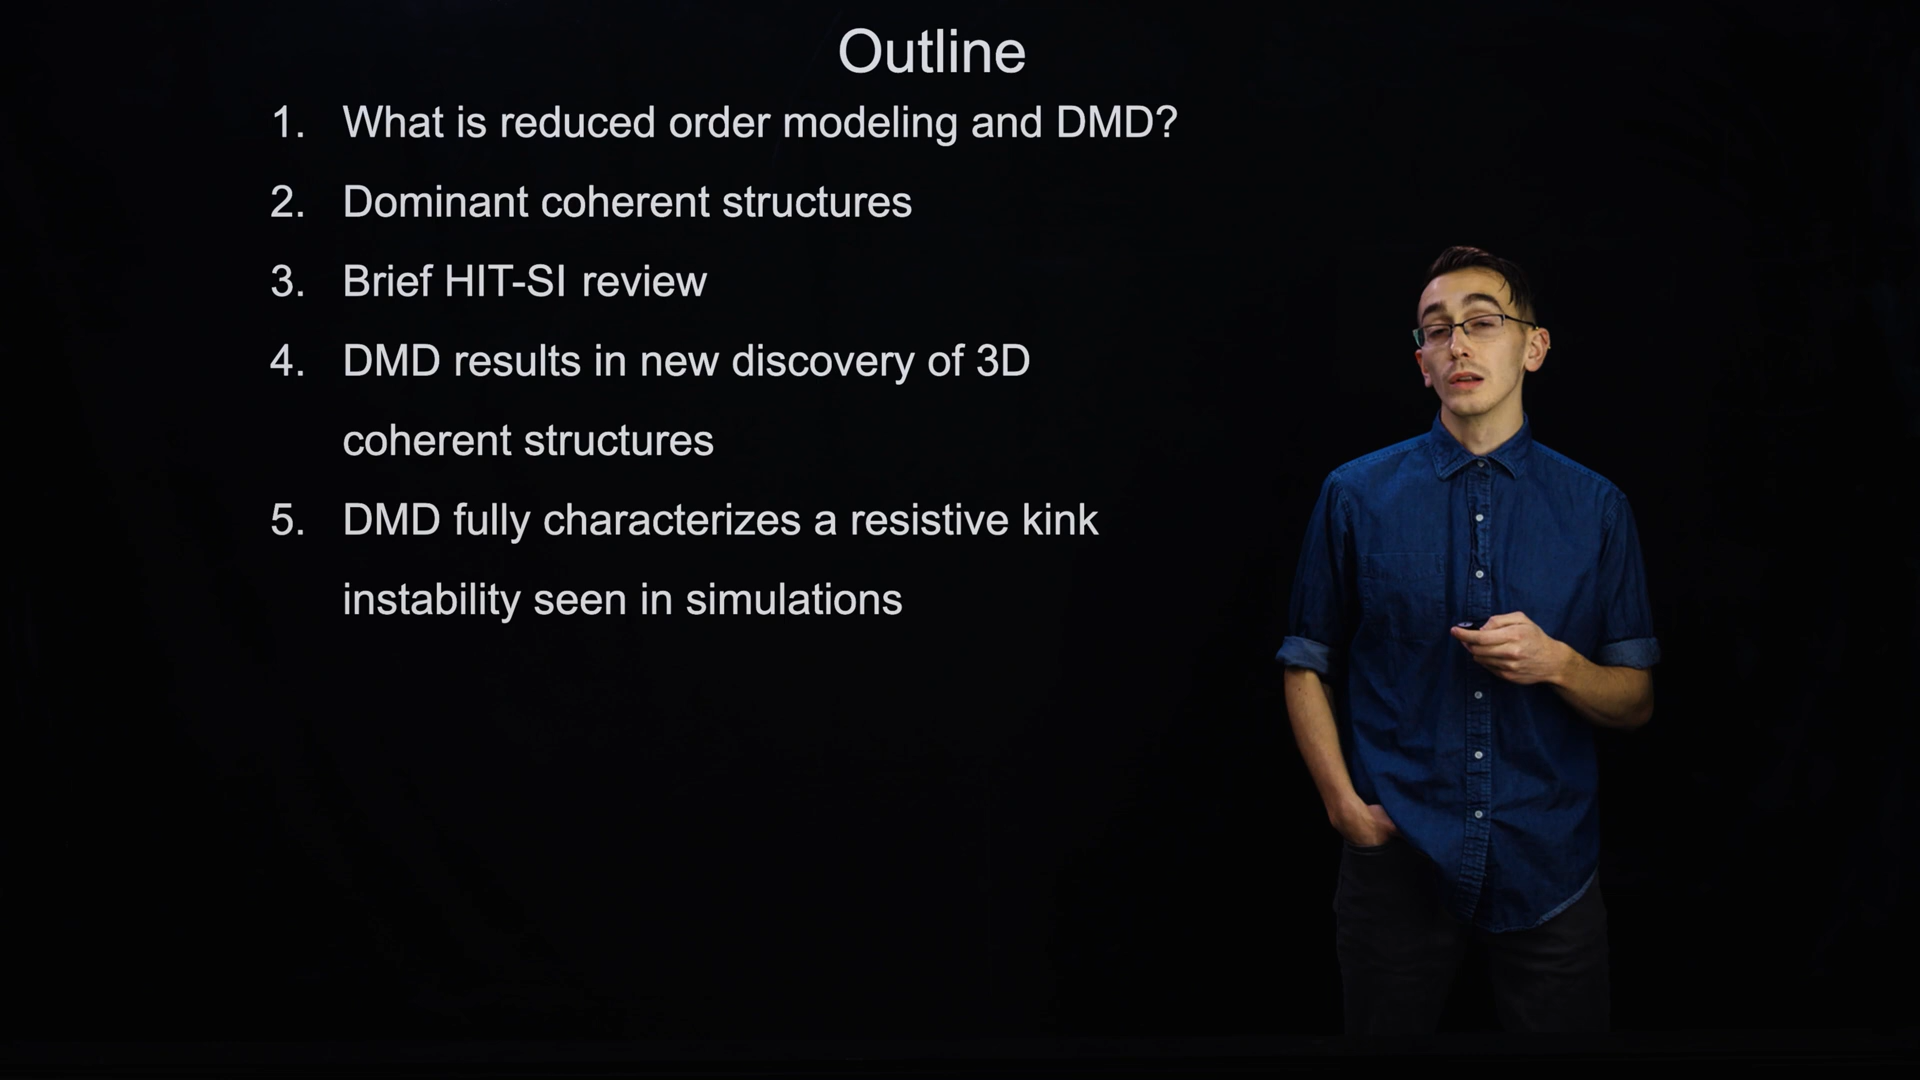 Outline
1. What is reduced order modeling and DMD?
2. Dominant coherent structures
3. Brief HIT-SI review
4. DMD results in new discovery of 3D
coherent structures
5. DMD fully characterizes a resistive kink
instability seen in simulations